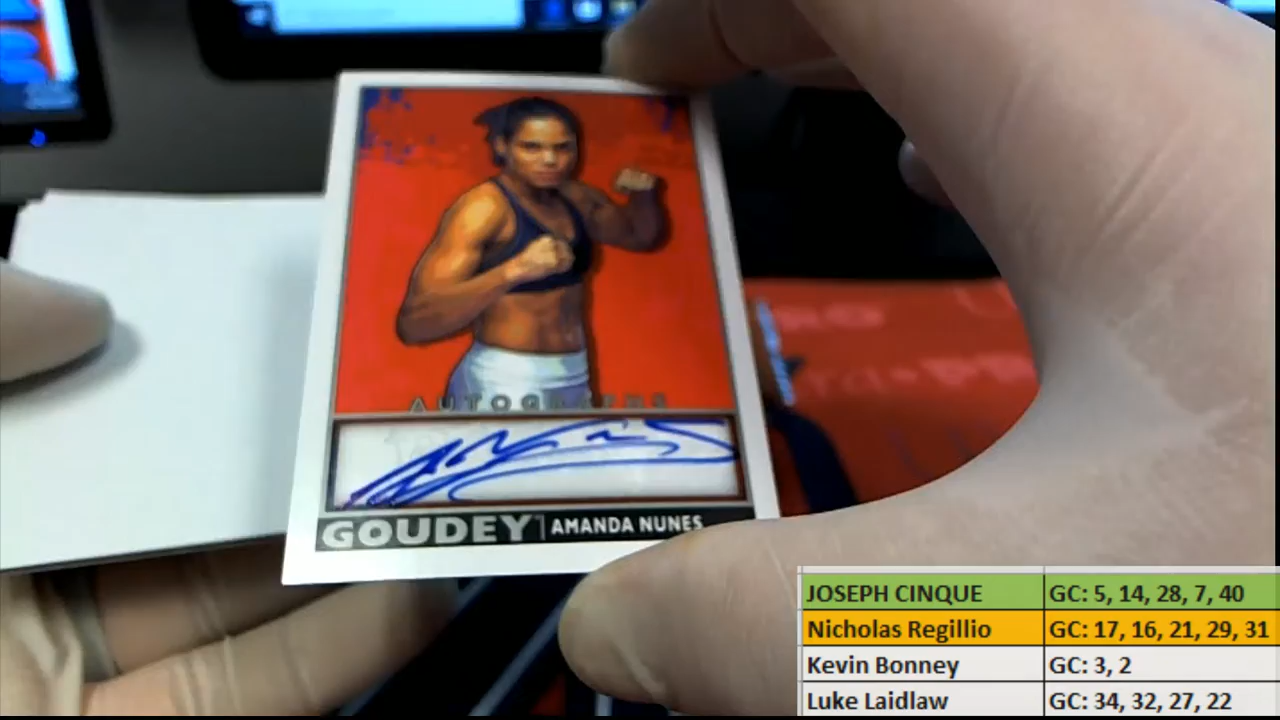 AUTOGRAPHS
GOUDEY AMANDA NUNES
JOSEPH CINQUE GC: 5, 14, 28, 7, 40
Nicholas Regillio GC: 17, 16, 21, 29, 31
Kevin Bonney GC: 3, 2
Luke Laidlaw GC: 34, 32, 27, 22